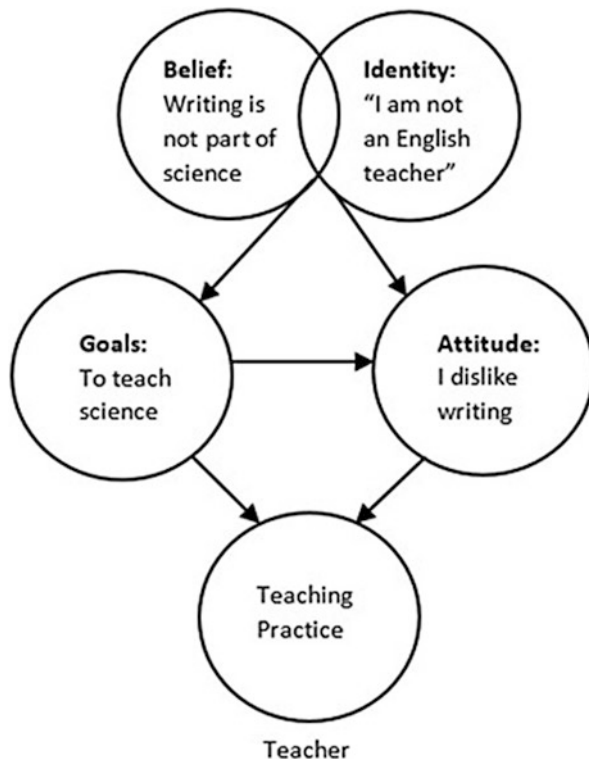 Belief:
Writing is
not part of
science
Identity:
“I am not
an English
teacher”
Goals:
To teach
science
Attitude:
I dislike
writing
Teaching
Practice
Teacher